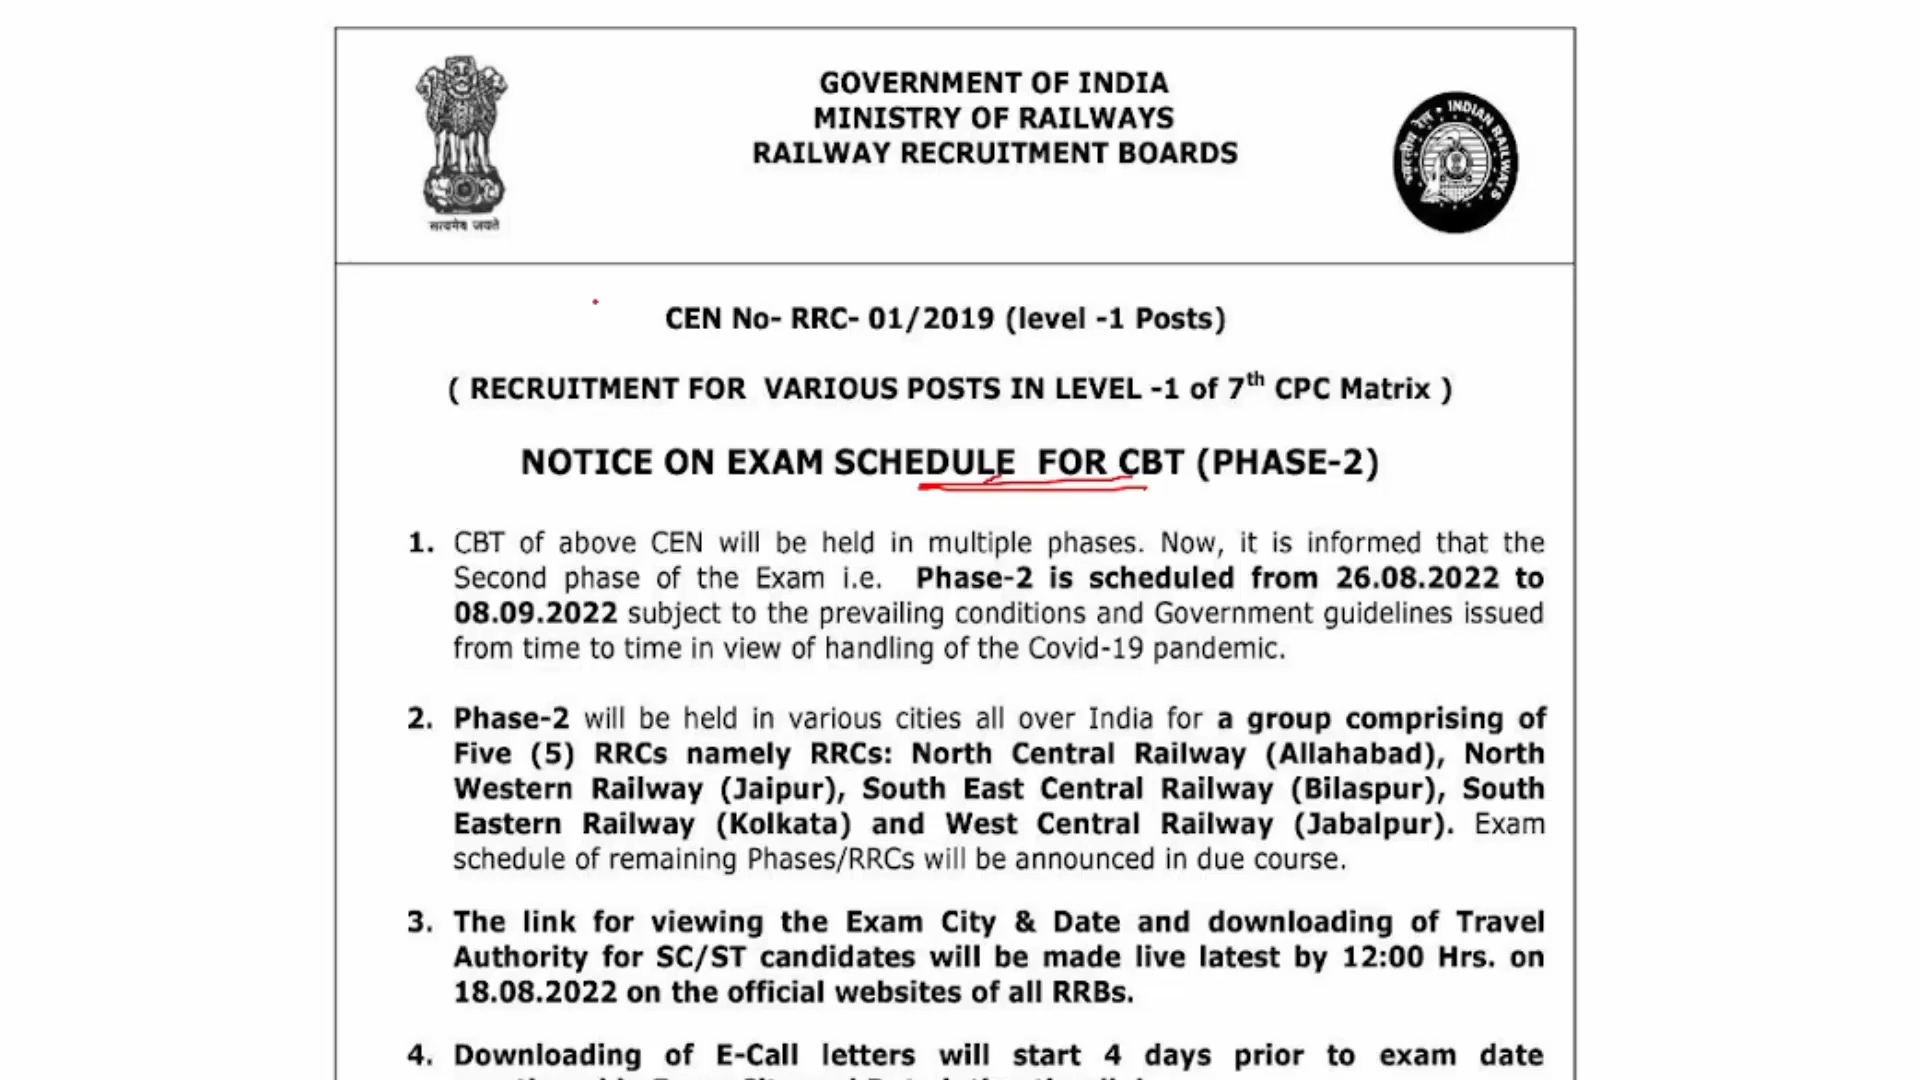 GOVERNMENT OF INDIA
MINISTRY OF RAILWAYS
RAILWAY RECRUITMENT BOARDS
सत्यमेव जयते
INDIAN RAILWAYS
भारतीय रेल
CEN No- RRC- 01/2019 (level -1 Posts)
( RECRUITMENT FOR VARIOUS POSTS IN LEVEL -1 of 7th CPC Matrix )
NOTICE ON EXAM SCHEDULE FOR CBT (PHASE-2)
1. CBT of above CEN will be held in multiple phases. Now, it is informed that the
Second phase of the Exam i.e. Phase-2 is scheduled from 26.08.2022 to
08.09.2022 subject to the prevailing conditions and Government guidelines issued
from time to time in view of handling of the Covid-19 pandemic.
2. Phase-2 will be held in various cities all over India for a group comprising of
Five (5) RRCs namely RRCs: North Central Railway (Allahabad), North
Western Railway (Jaipur), South East Central Railway (Bilaspur), South
Eastern Railway (Kolkata) and West Central Railway (Jabalpur). Exam
schedule of remaining Phases/RRCs will be announced in due course.
3. The link for viewing the Exam City & Date and downloading of Travel
Authority for SC/ST candidates will be made live latest by 12:00 Hrs. on
18.08.2022 on the official websites of all RRBs.
4. Downloading of E-Call letters will start 4 days prior to exam date